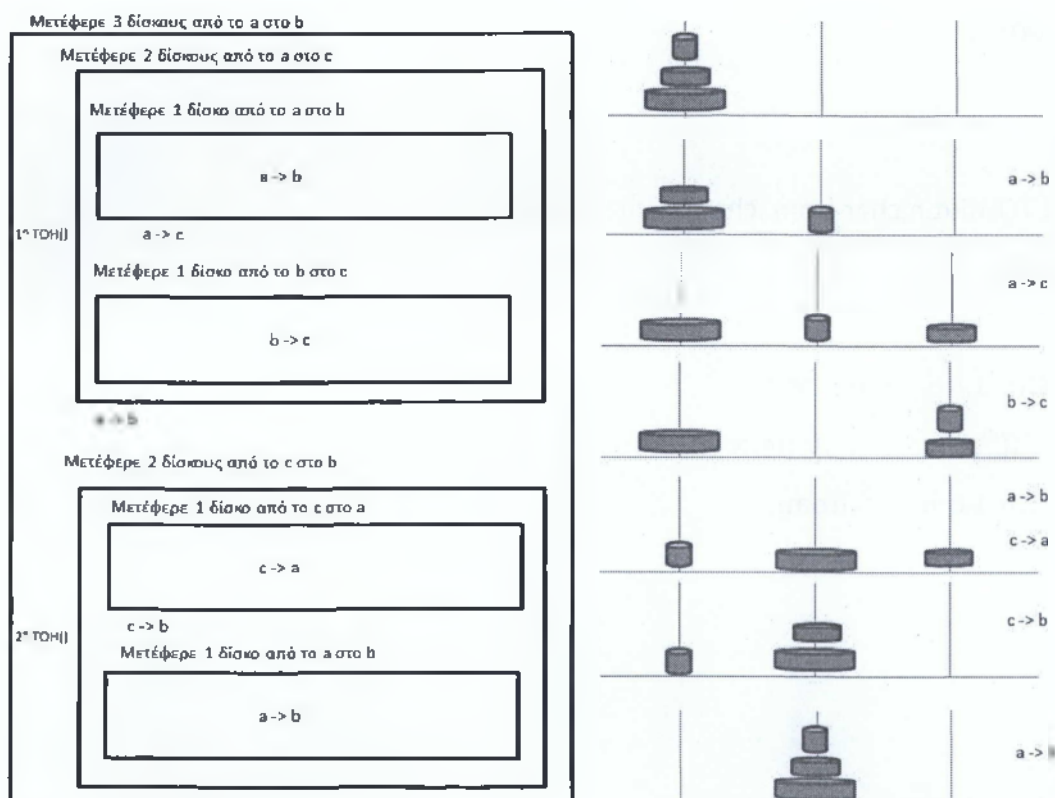 Μετέφερε 3 δίσκους από το a στο b
Μετέφερε 2 δίσκους από το a στο c
Μετέφερε 1 δίσκο από το a στο b
a -> b
1η TOH()
a -> c
Μετέφερε 1 δίσκο από το b στο c
b -> c
a -> b
Μετέφερε 2 δίσκους από το c στο b
Μετέφερε 1 δίσκο από το c στο a
c -> a
c -> b
2η TOH()
Μετέφερε 1 δίσκο από το a στο b
a -> b
a -> b
a -> c
b -> c
a -> b
c -> a
c -> b
a ->